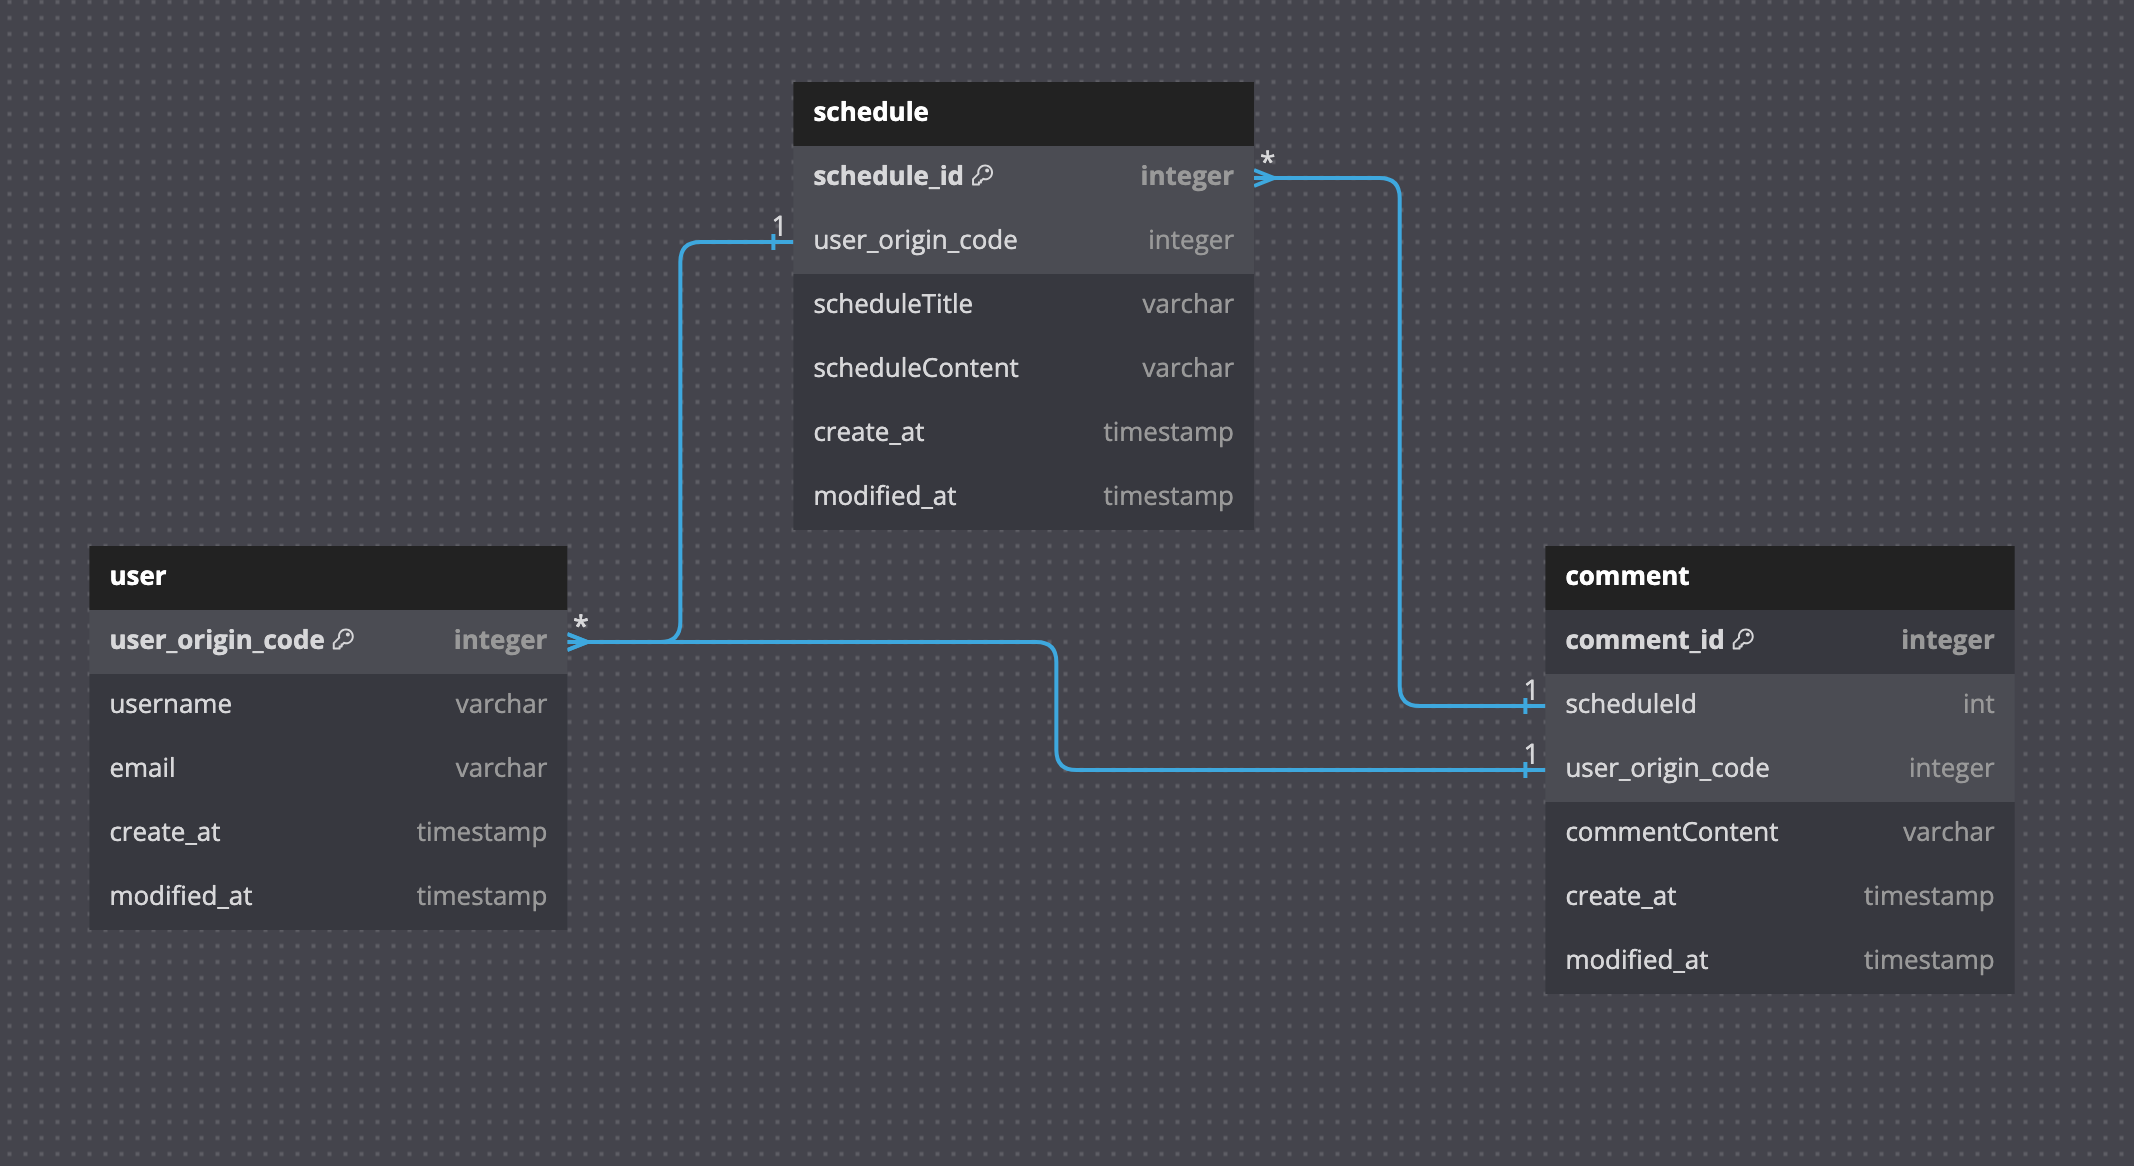 schedule
schedule_id integer
user_origin_code integer
scheduleTitle varchar
scheduleContent varchar
create_at timestamp
modified_at timestamp
*
1
user
user_origin_code integer
username varchar
email varchar
create_at timestamp
modified_at timestamp
*
comment
comment_id integer
scheduleId int
user_origin_code integer
commentContent varchar
create_at timestamp
modified_at timestamp
1
1